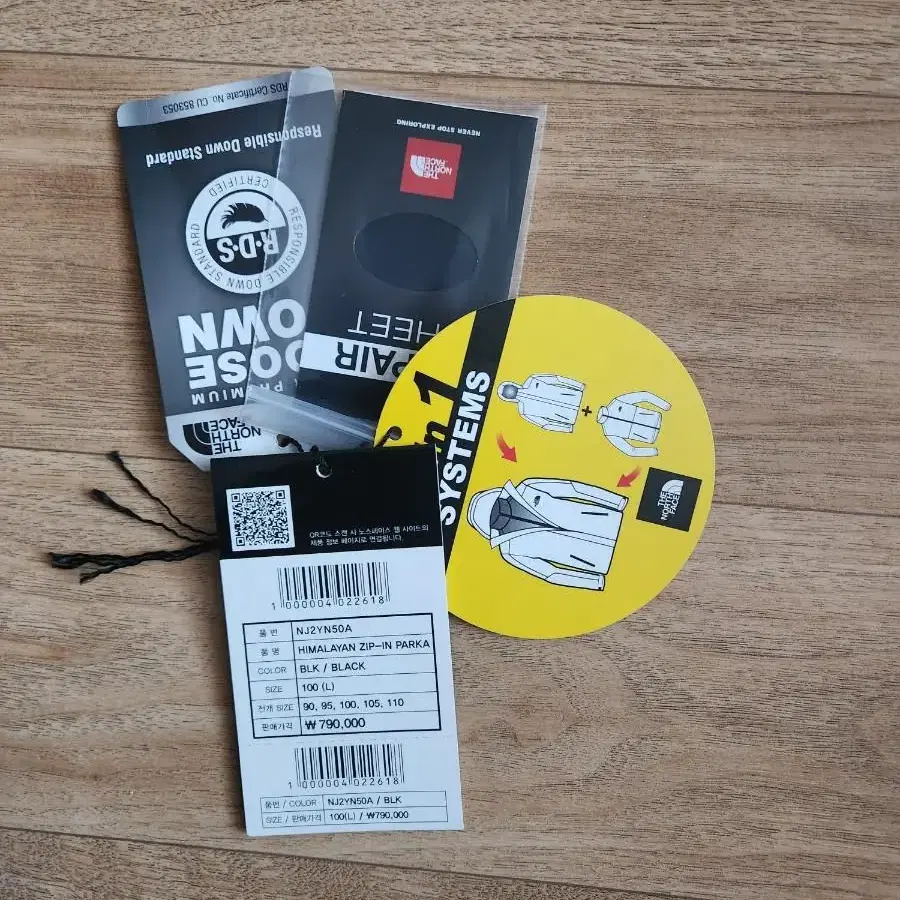 RDS Certificate No. CU 853053
Responsible Down Standard
CERTIFIED
R·D·S
RESPONSIBLE DOWN STANDARD
OWN
OOSE
THE
NORTH
FACE
NEVER STOP EXPLORING
THE
NORTH
FACE
HEET
PAIR
n 1
SYSTEMS
+
THE
NORTH
FACE
QR코드 스캔 시 노스페이스 웹 사이트의
제품 정보 페이지로 연결됩니다.
1 000004 022618
품 번 NJ2YN50A
품 명 HIMALAYAN ZIP-IN PARKA
COLOR BLK / BLACK
SIZE 100 (L)
전개 SIZE 90, 95, 100, 105, 110
판매가격 ₩790,000
1 000004 022618
품번 / COLOR NJ2YN50A / BLK
SIZE / 판매가격 100(L) / ₩790,000